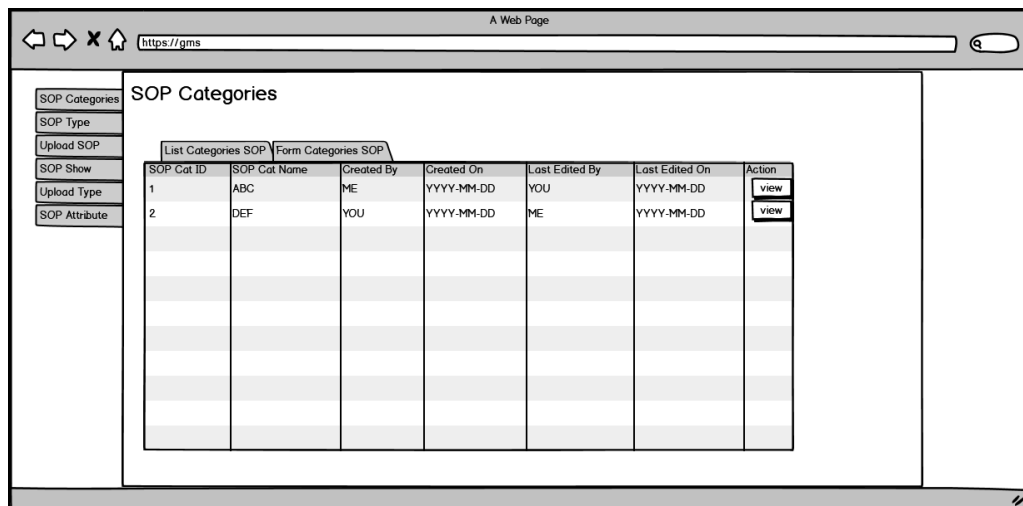 A Web Page
https://gms
SOP Categories
SOP Type
Upload SOP
SOP Show
Upload Type
SOP Attribute
SOP Categories
List Categories SOP Form Categories SOP
SOP Cat ID SOP Cat Name Created By Created On Last Edited By Last Edited On Action
1 ABC ME YYYY-MM-DD YOU YYYY-MM-DD view
2 DEF YOU YYYY-MM-DD ME YYYY-MM-DD view